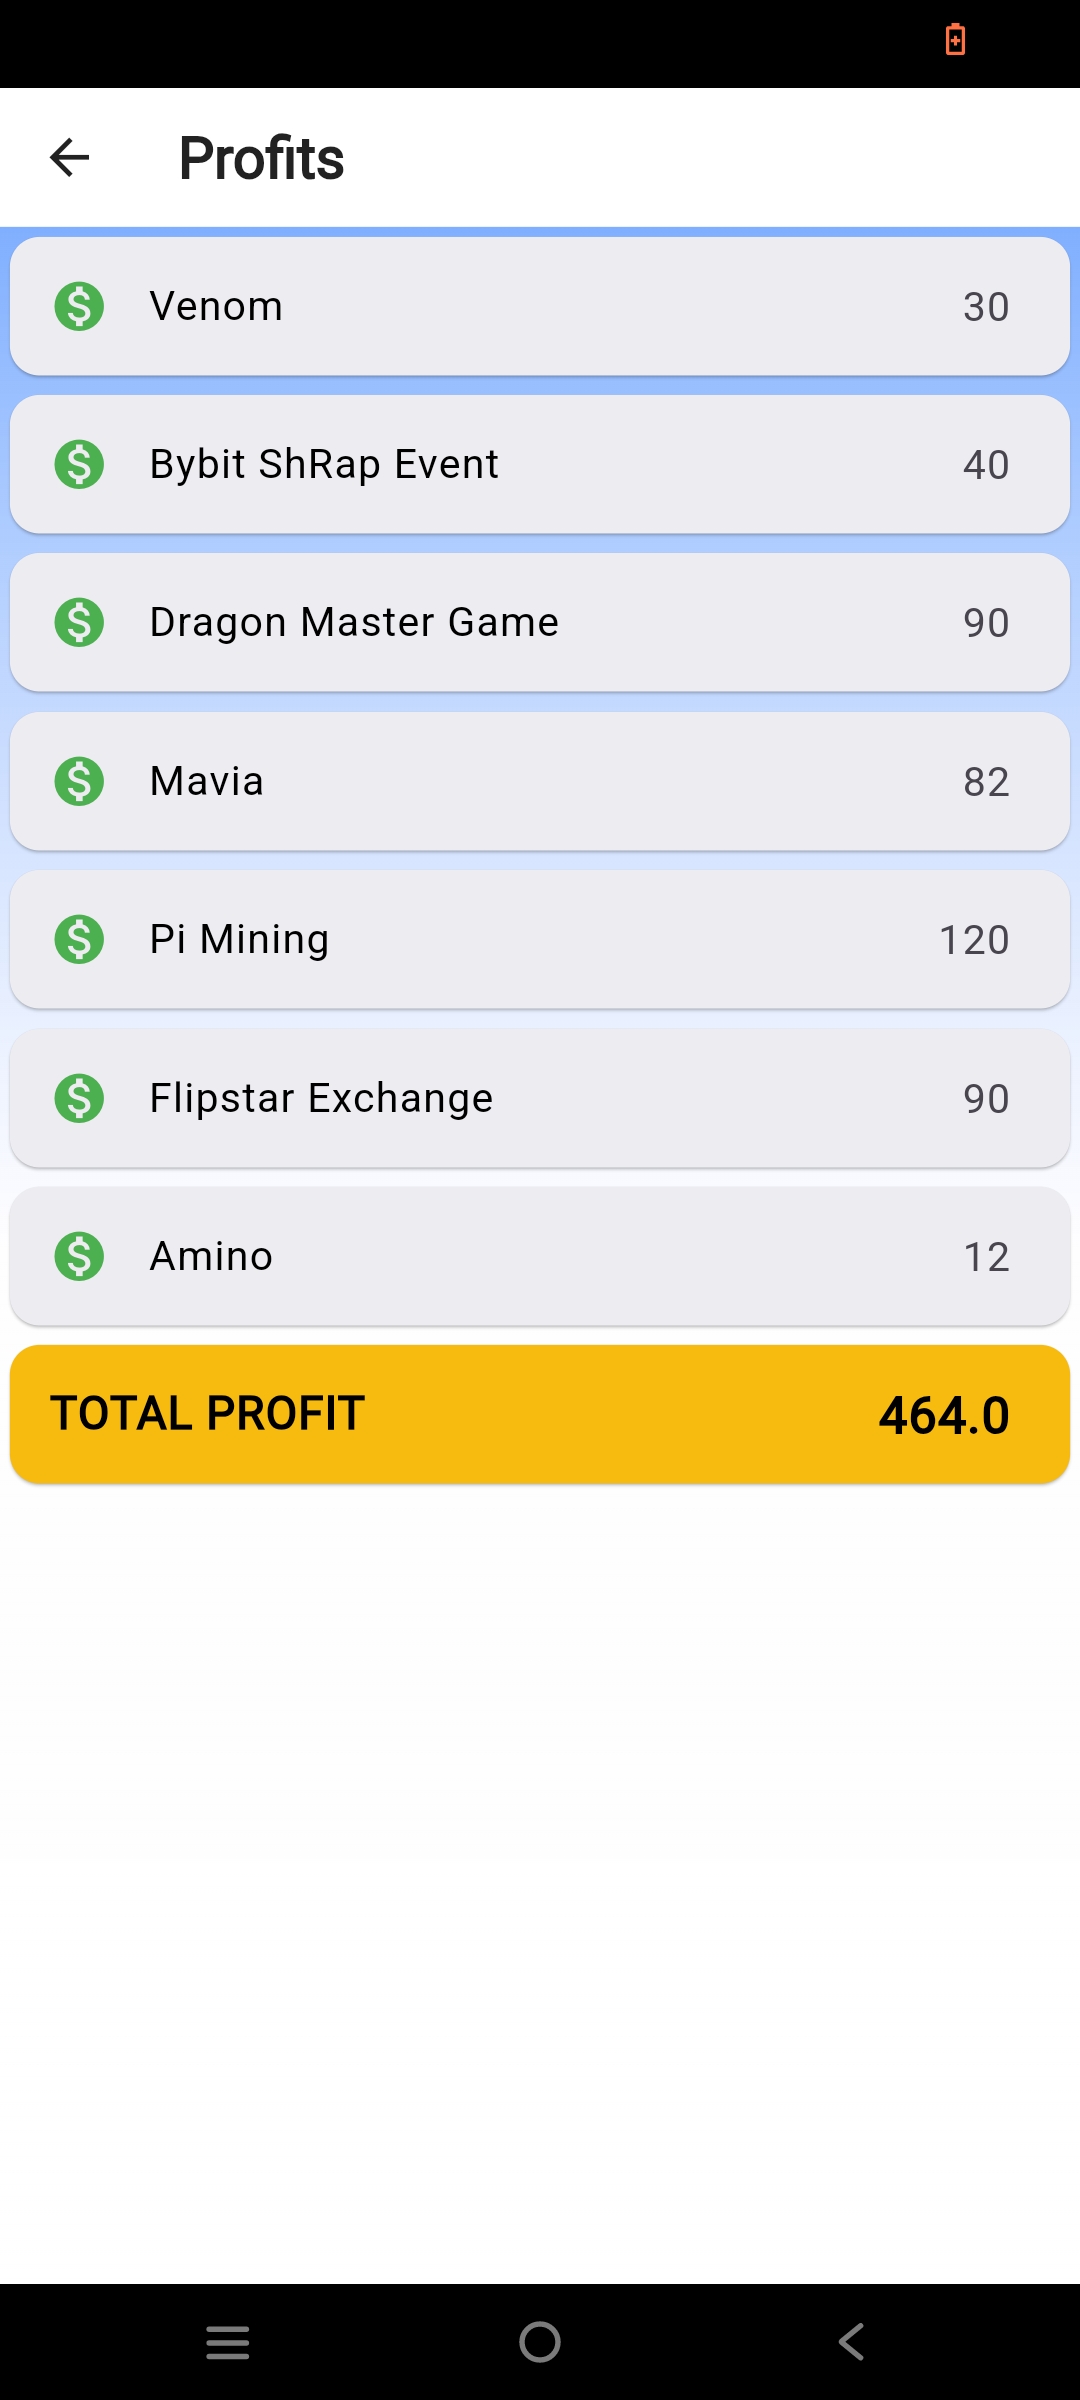 Profits
Venom 30
Bybit ShRap Event 40
Dragon Master Game 90
Mavia 82
Pi Mining 120
Flipstar Exchange 90
Amino 12
TOTAL PROFIT 464.0